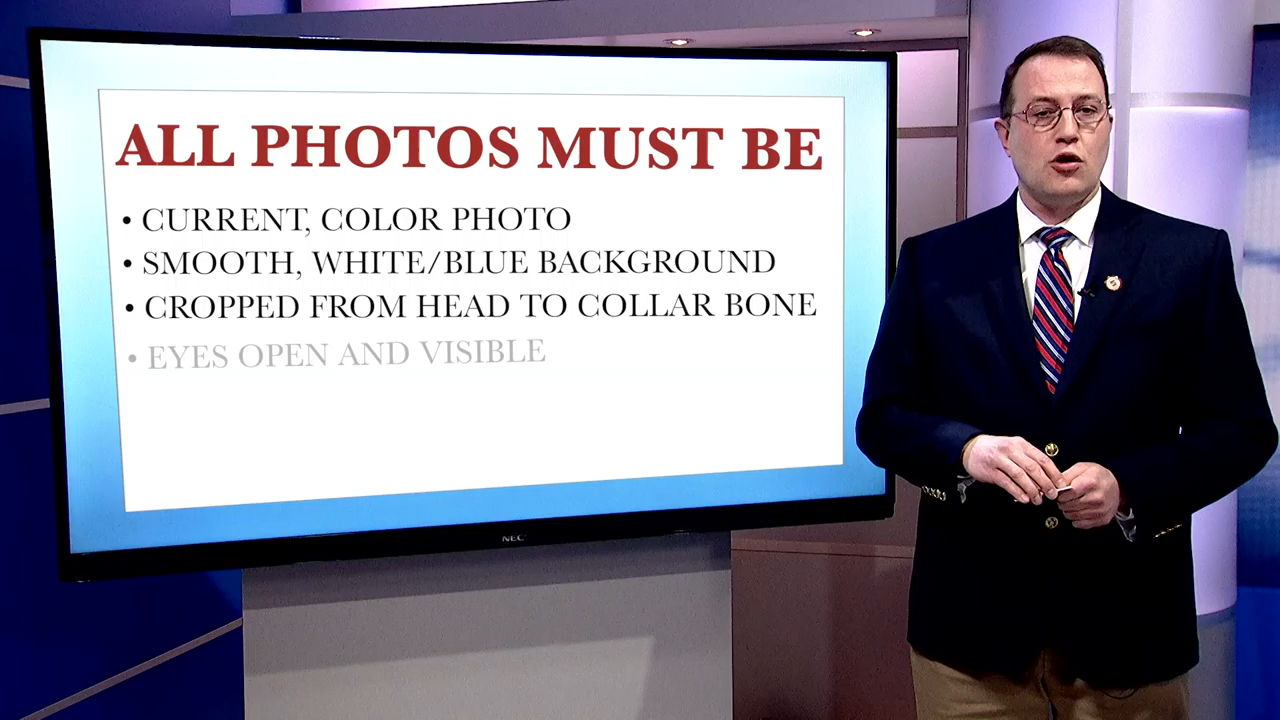 ALL PHOTOS MUST BE
• CURRENT, COLOR PHOTO
• SMOOTH, WHITE/BLUE BACKGROUND
• CROPPED FROM HEAD TO COLLAR BONE
• EYES OPEN AND VISIBLE
NEC